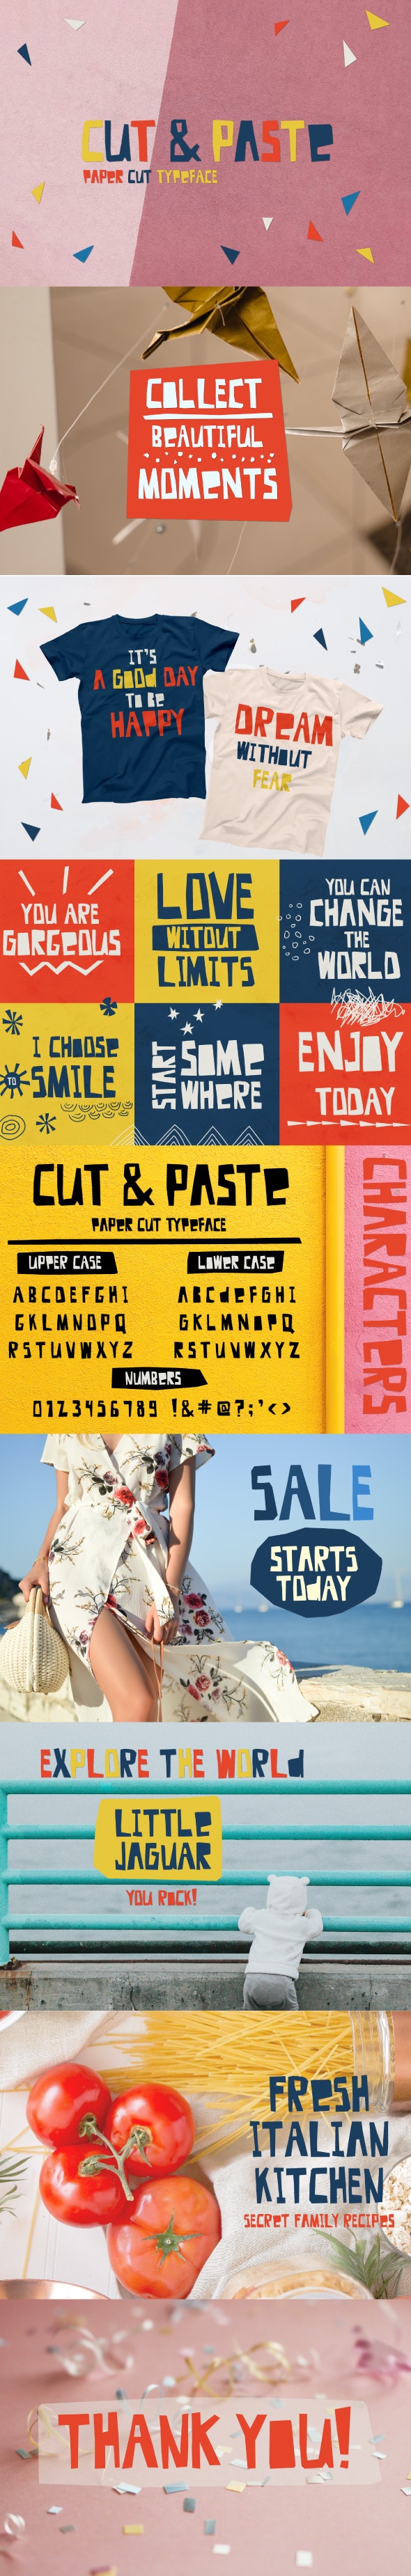 CUT & PASTe
PAPeR CUT TYPeFACE
COLLECT
BEAUTIFUL
MOMeNTS
IT'S
A GOOd DAY
TO BE
HAPPY
DReAM
WITHOUT
FEAR
YOU ARE
GORGeOUS
LOVE
WITOUT
LIMITS
YOU CAN
CHANGE
THE
WORLD
I CHOOSe
TO SMILE
START
SOMe
WHERE
ENJOY
TODAY
CUT & PASTe
PAPER CUT TYPEFACE
UPPER CASE
LOWeR CASe
ABCDEFGHI
ABCdeFGHI
GKLMNOPQ
GKLMNOPQ
RSTUVWXYZ
RSTUVWXYZ
NUMBeRS
0123456789 !&#@?;'<>
CHARACTERS
SALE
STARTS
TOdAY
EXPLORE THE WORLd
LITTLe
JAGUAR
YOU ROCK!
FReSH
ITALIAN
KITCHEN
SECReT FAMILY RECIPeS
THANK YOU!